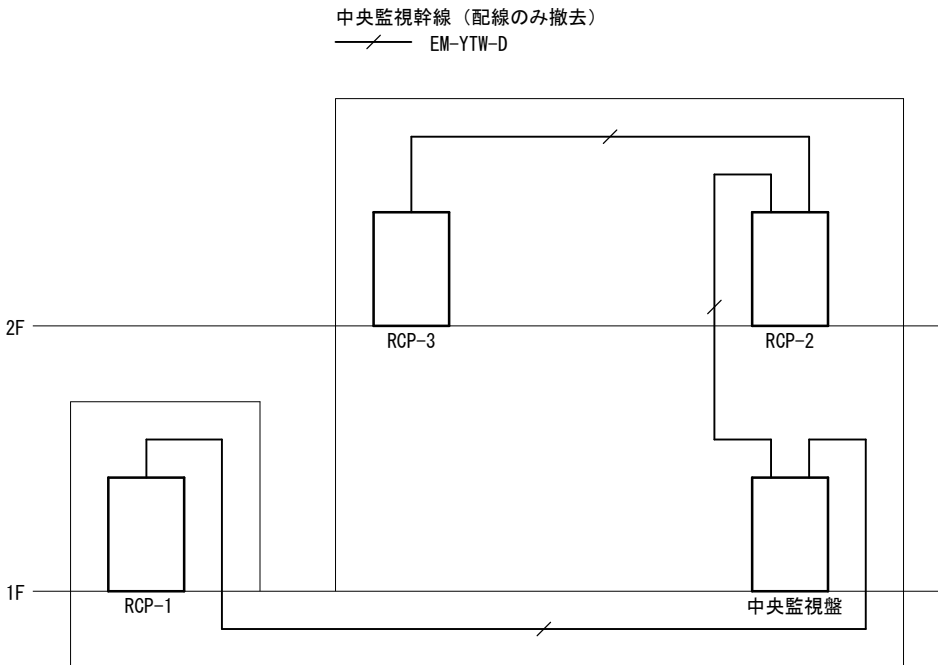 中央監視幹線（配線のみ撤去）
EM-YTW-D
2F
RCP-3
RCP-2
1F
RCP-1
中央監視盤